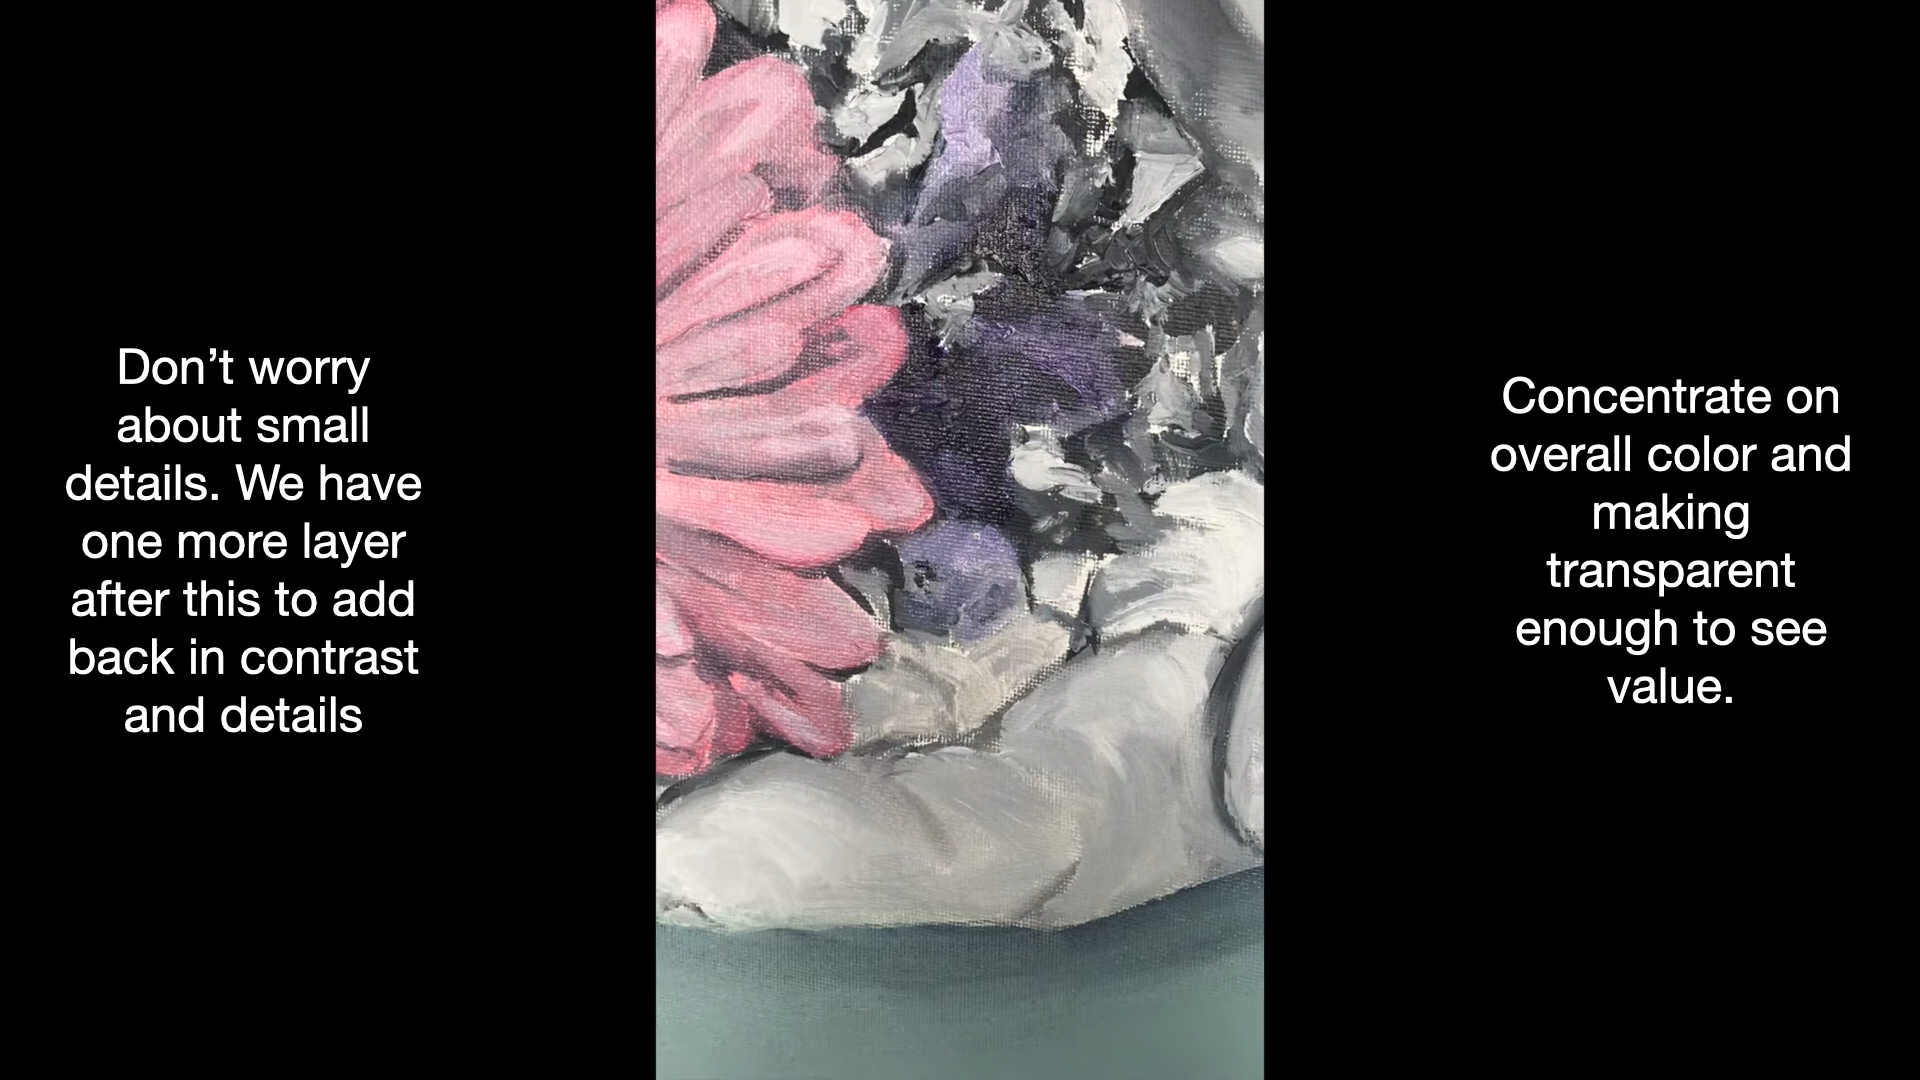 Don’t worry
about small
details. We have
one more layer
after this to add
back in contrast
and details
Concentrate on
overall color and
making
transparent
enough to see
value.